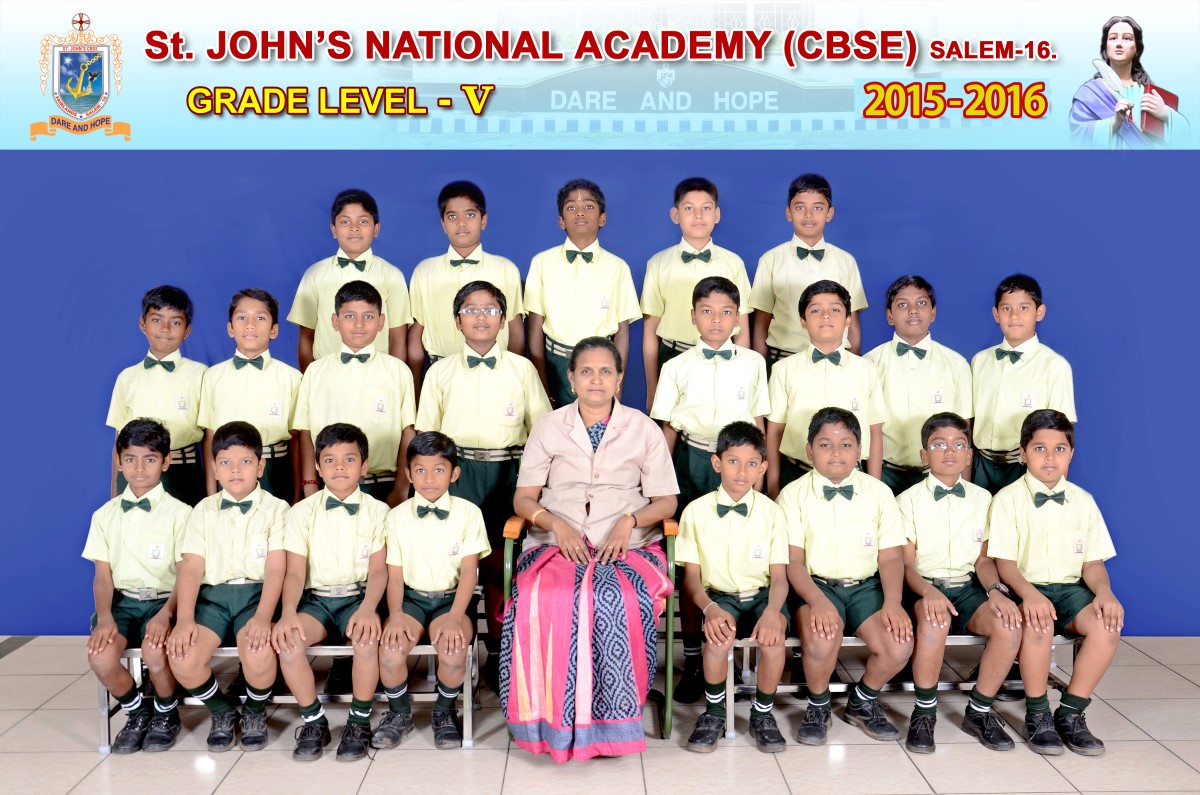 St. JOHN'S NATIONAL ACADEMY (CBSE) SALEM-16.
GRADE LEVEL - V
2015-2016
DARE AND HOPE
ST. JOHN'S CBSE
DARE AND HOPE